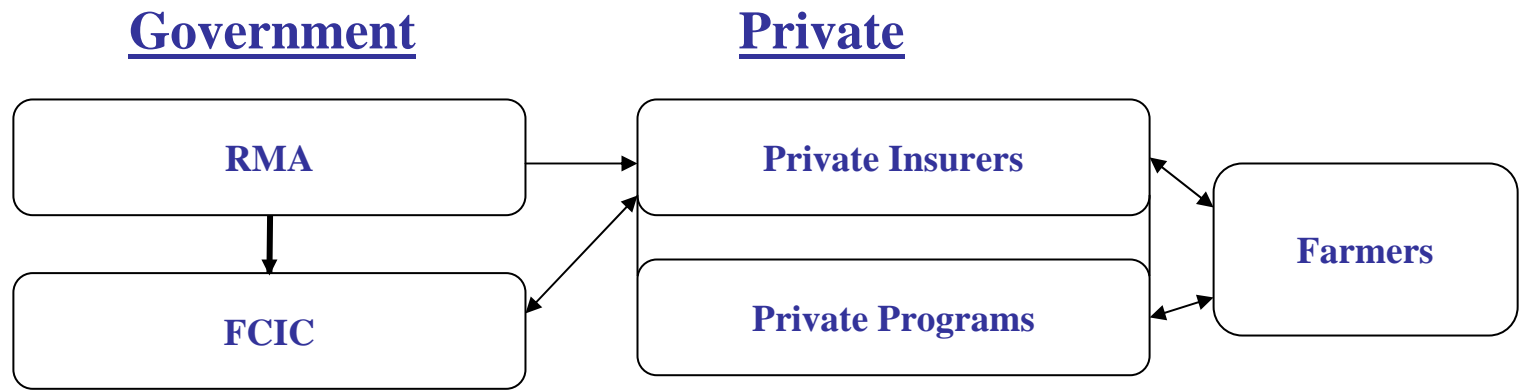 Government
Private
RMA
Private Insurers
Farmers
FCIC
Private Programs